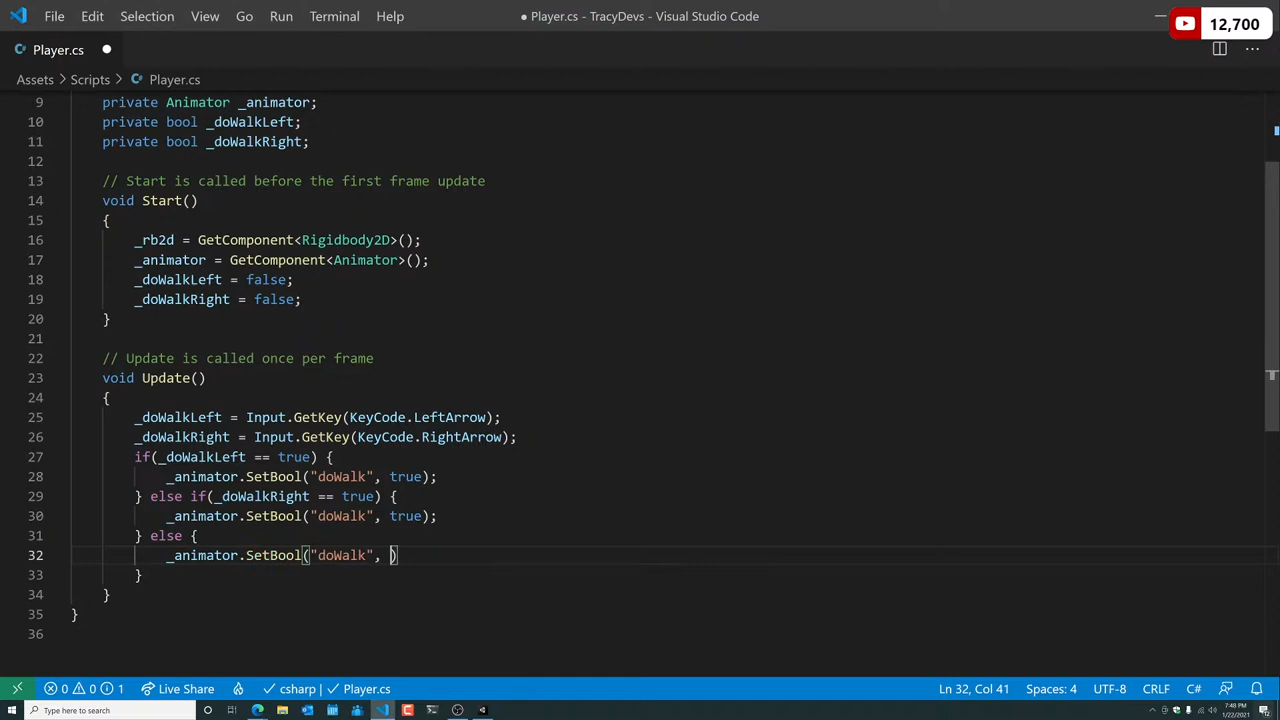 File Edit Selection View Go Run Terminal Help
● Player.cs - TracyDevs - Visual Studio Code
12,700
Player.cs ●
Assets > Scripts > Player.cs
9 private Animator _animator;
10 private bool _doWalkLeft;
11 private bool _doWalkRight;
12
13 // Start is called before the first frame update
14 void Start()
15 {
16 _rb2d = GetComponent<Rigidbody2D>();
17 _animator = GetComponent<Animator>();
18 _doWalkLeft = false;
19 _doWalkRight = false;
20 }
21
22 // Update is called once per frame
23 void Update()
24 {
25 _doWalkLeft = Input.GetKey(KeyCode.LeftArrow);
26 _doWalkRight = Input.GetKey(KeyCode.RightArrow);
27 if(_doWalkLeft == true) {
28 _animator.SetBool("doWalk", true);
29 } else if(_doWalkRight == true) {
30 _animator.SetBool("doWalk", true);
31 } else {
32 _animator.SetBool("doWalk", )
33 }
34 }
35 }
36
0 0 1 Live Share csharp | Player.cs Ln 32, Col 41 Spaces: 4 UTF-8 CRLF C#
Type here to search
7:48 PM
1/22/2021